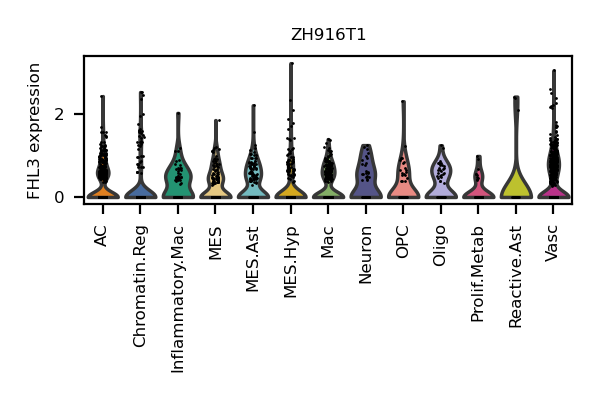 ZH916T1
FHL3 expression
2
0
AC
Chromatin.Reg
Inflammatory.Mac
MES
MES.Ast
MES.Hyp
Mac
Neuron
OPC
Oligo
Prolif.Metab
Reactive.Ast
Vasc